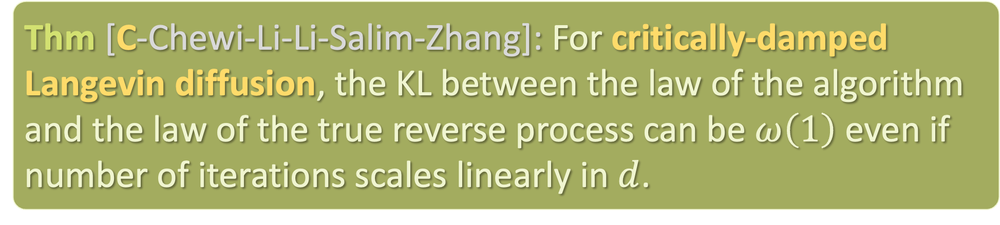 Thm [C-Chewi-Li-Li-Salim-Zhang]: For critically-damped
Langevin diffusion, the KL between the law of the algorithm
and the law of the true reverse process can be ω(1) even if
number of iterations scales linearly in d.